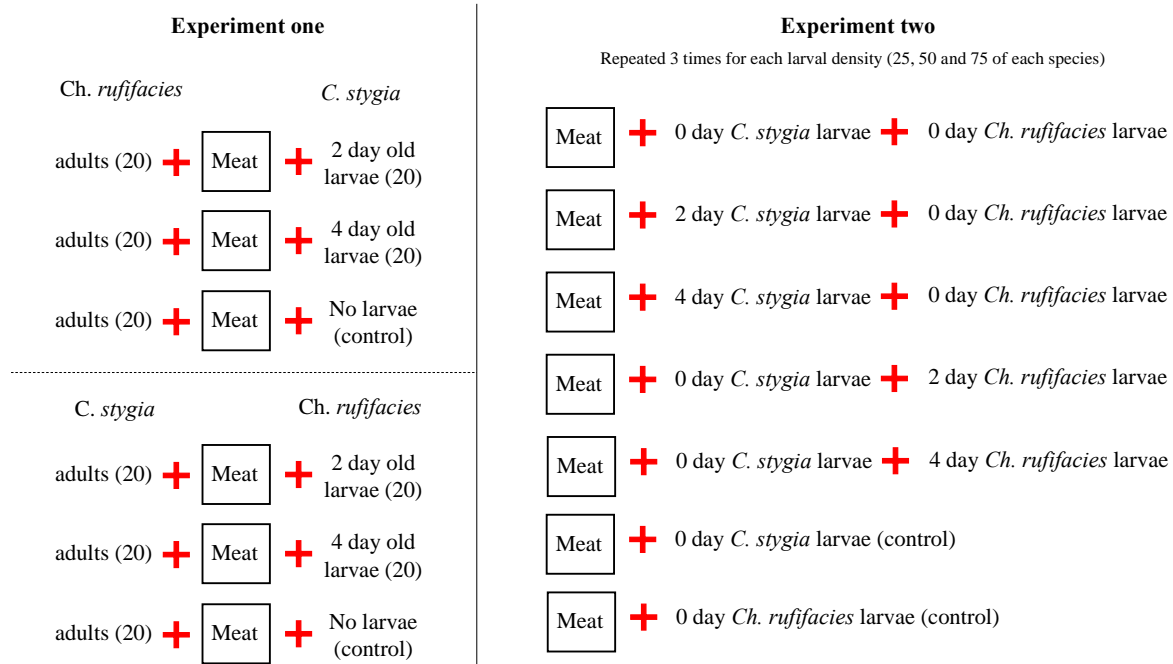 Experiment one
Ch. rufifacies C. stygia
adults (20) + Meat + 2 day old
larvae (20)
adults (20) + Meat + 4 day old
larvae (20)
adults (20) + Meat + No larvae
(control)
C. stygia Ch. rufifacies
adults (20) + Meat + 2 day old
larvae (20)
adults (20) + Meat + 4 day old
larvae (20)
adults (20) + Meat + No larvae
(control)
Experiment two
Repeated 3 times for each larval density (25, 50 and 75 of each species)
Meat + 0 day C. stygia larvae + 0 day Ch. rufifacies larvae
Meat + 2 day C. stygia larvae + 0 day Ch. rufifacies larvae
Meat + 4 day C. stygia larvae + 0 day Ch. rufifacies larvae
Meat + 0 day C. stygia larvae + 2 day Ch. rufifacies larvae
Meat + 0 day C. stygia larvae + 4 day Ch. rufifacies larvae
Meat + 0 day C. stygia larvae (control)
Meat + 0 day Ch. rufifacies larvae (control)